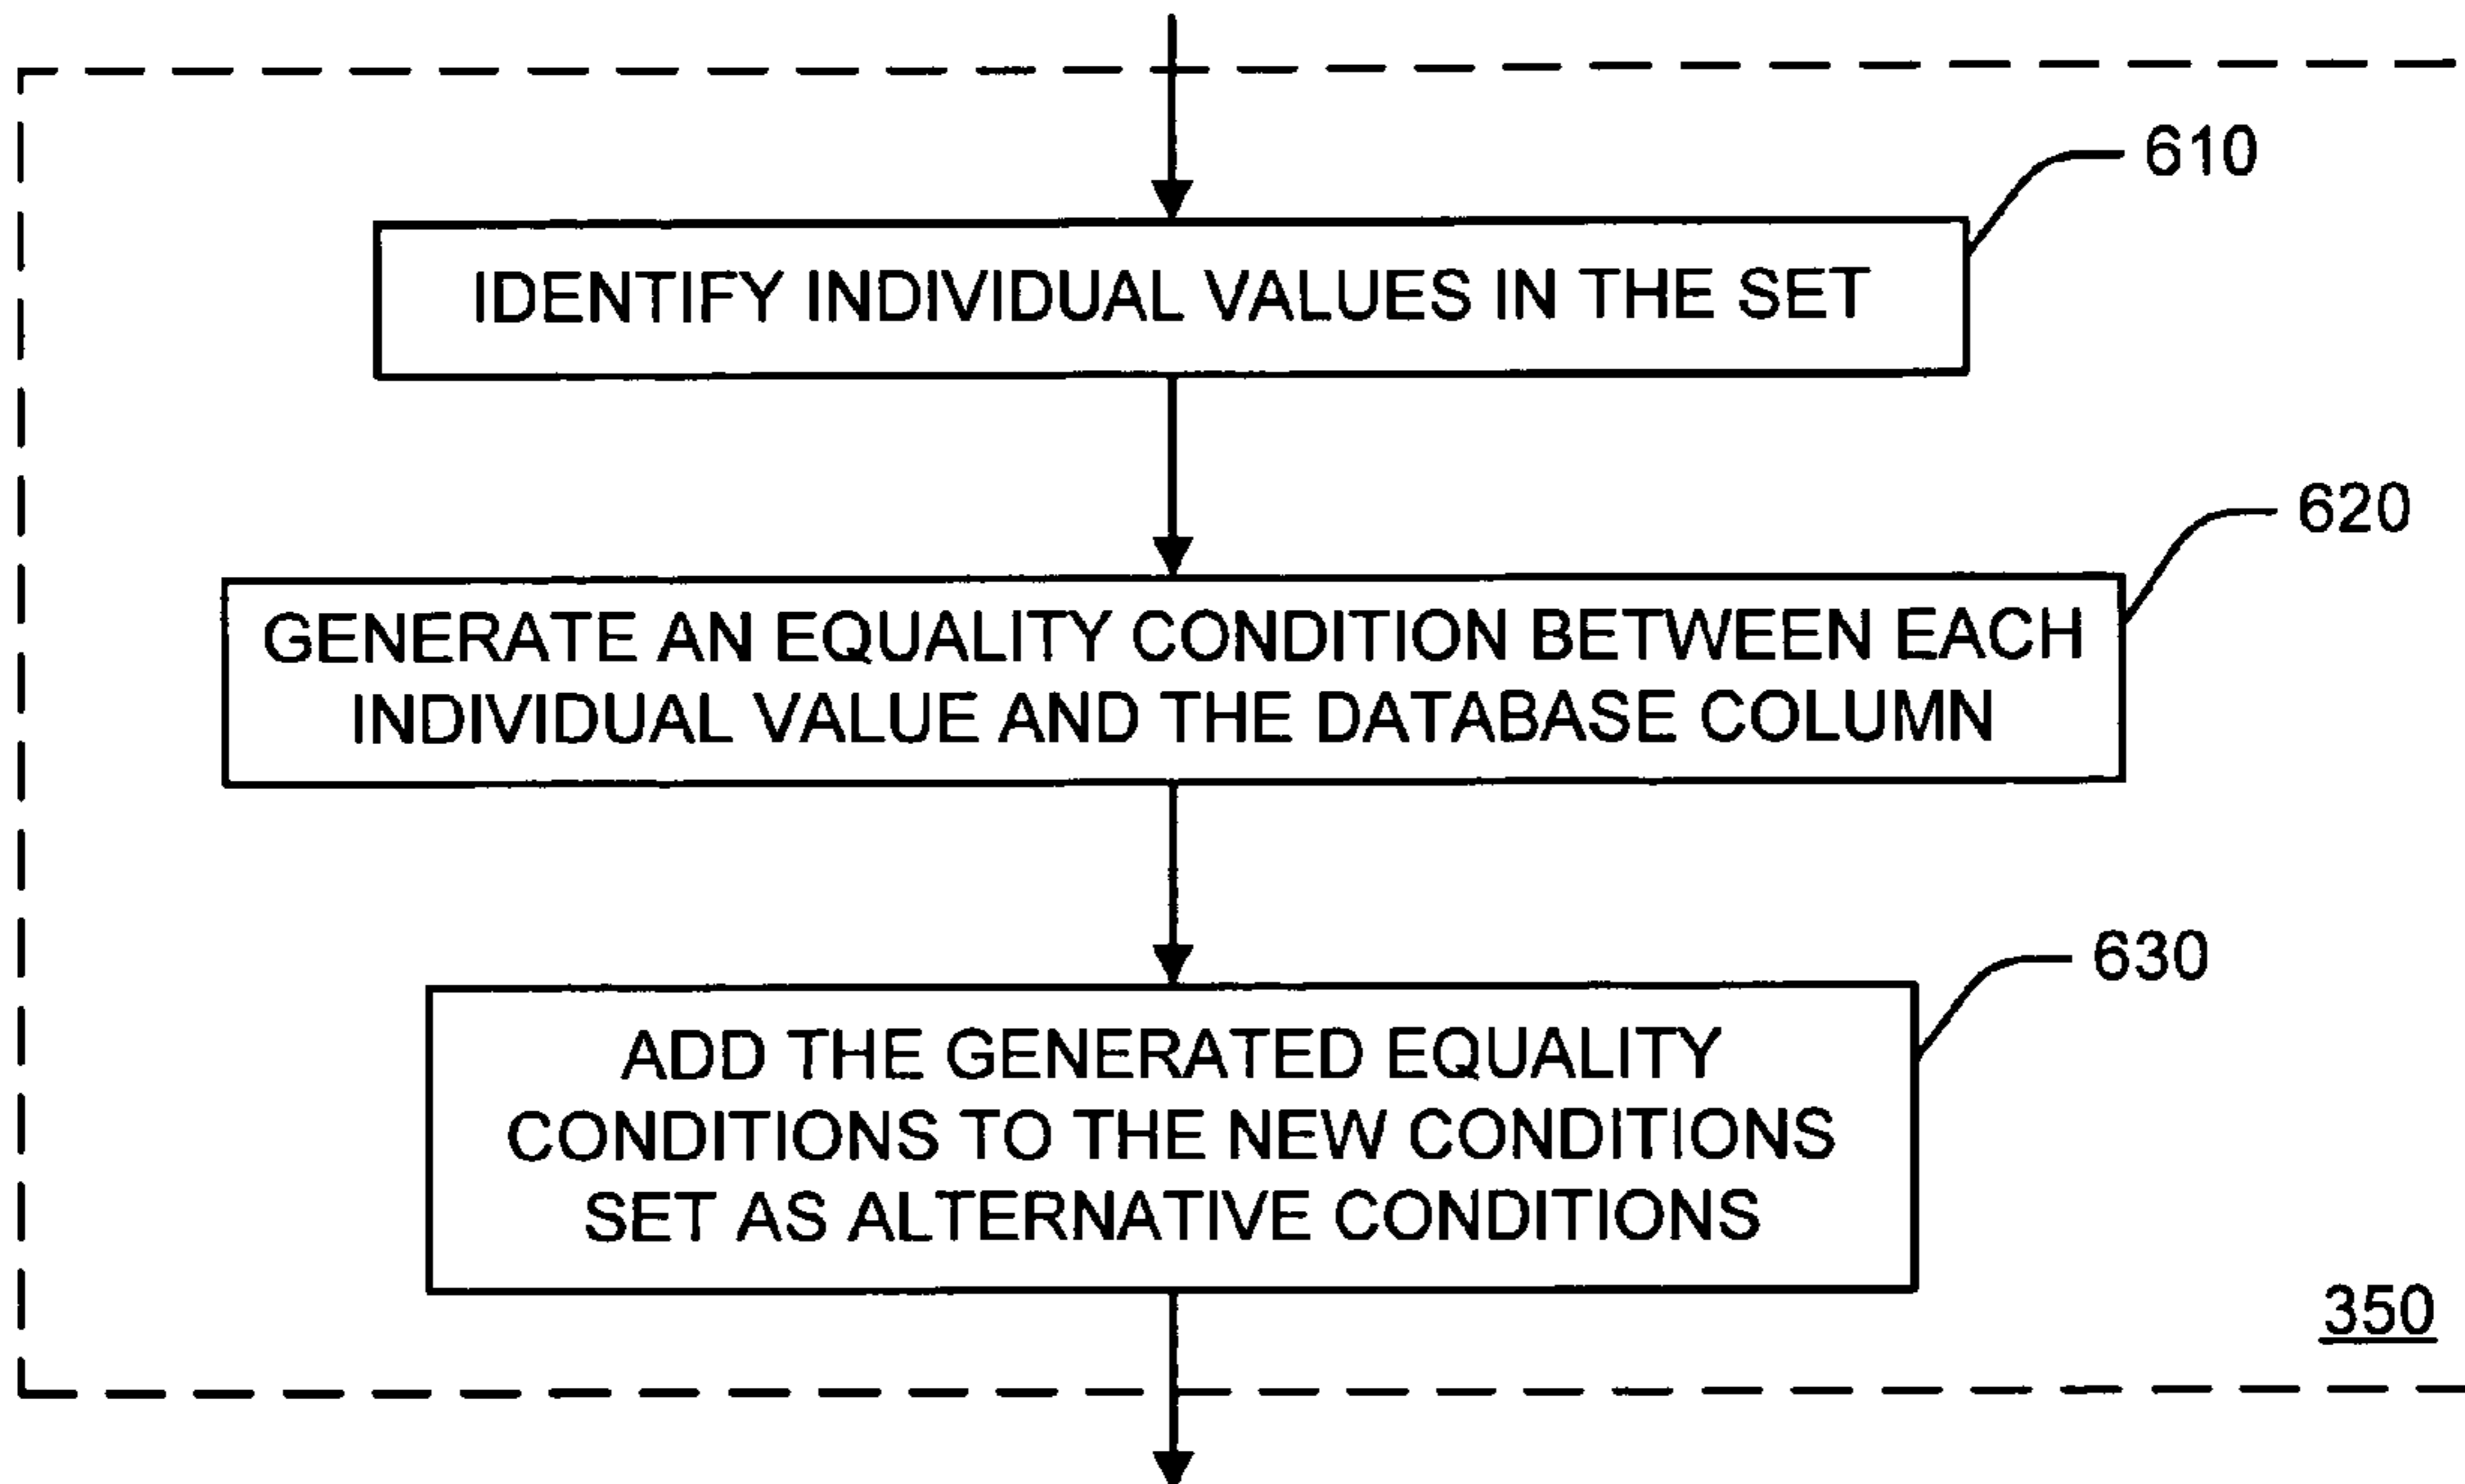 610
IDENTIFY INDIVIDUAL VALUES IN THE SET
620
GENERATE AN EQUALITY CONDITION BETWEEN EACH
INDIVIDUAL VALUE AND THE DATABASE COLUMN
630
ADD THE GENERATED EQUALITY
CONDITIONS TO THE NEW CONDITIONS
SET AS ALTERNATIVE CONDITIONS
350